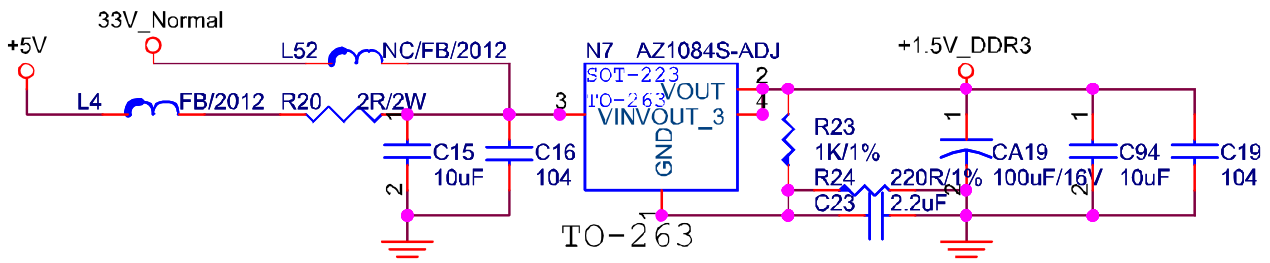 33V_Normal
+5V
L52 NC/FB/2012
N7 AZ1084S-ADJ
+1.5V_DDR3
SOT-223
TO-263
2
VOUT
L4 FB/2012 R20 2R/2W
1
3
VINVOUT_3
4
GND
R23
1K/1%
1
1
C15
10uF
C16
104
CA19
100uF/16V
C94
10uF
C19
104
2
R24 220R/1%
2
2
C23 2.2uF
1
TO-263